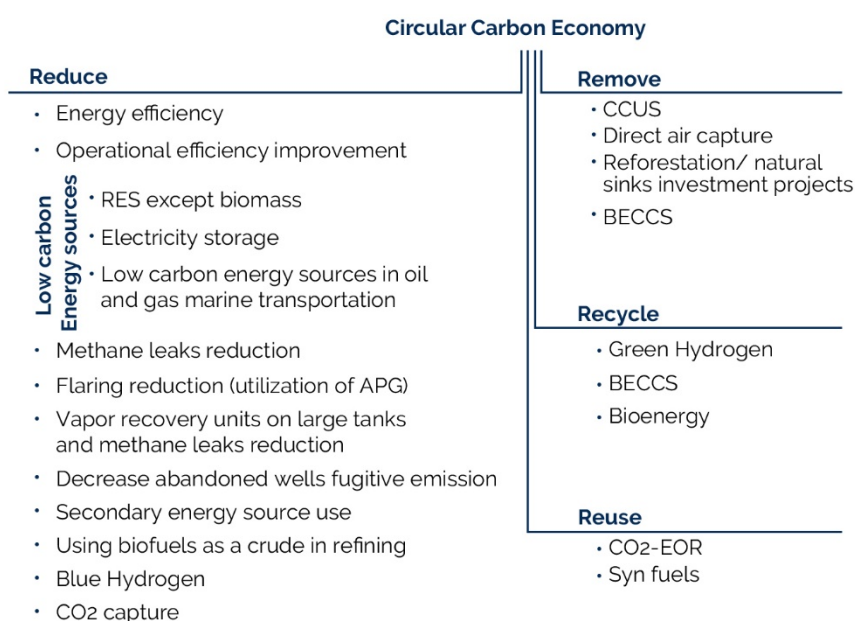 Circular Carbon Economy
Reduce
• Energy efficiency
• Operational efficiency improvement
Low carbon
Energy sources
• RES except biomass
• Electricity storage
• Low carbon energy sources in oil
and gas marine transportation
• Methane leaks reduction
• Flaring reduction (utilization of APG)
• Vapor recovery units on large tanks
and methane leaks reduction
• Decrease abandoned wells fugitive emission
• Secondary energy source use
• Using biofuels as a crude in refining
• Blue Hydrogen
• CO2 capture
Remove
• CCUS
• Direct air capture
• Reforestation/ natural
sinks investment projects
• BECCS
Recycle
• Green Hydrogen
• BECCS
• Bioenergy
Reuse
• CO2-EOR
• Syn fuels